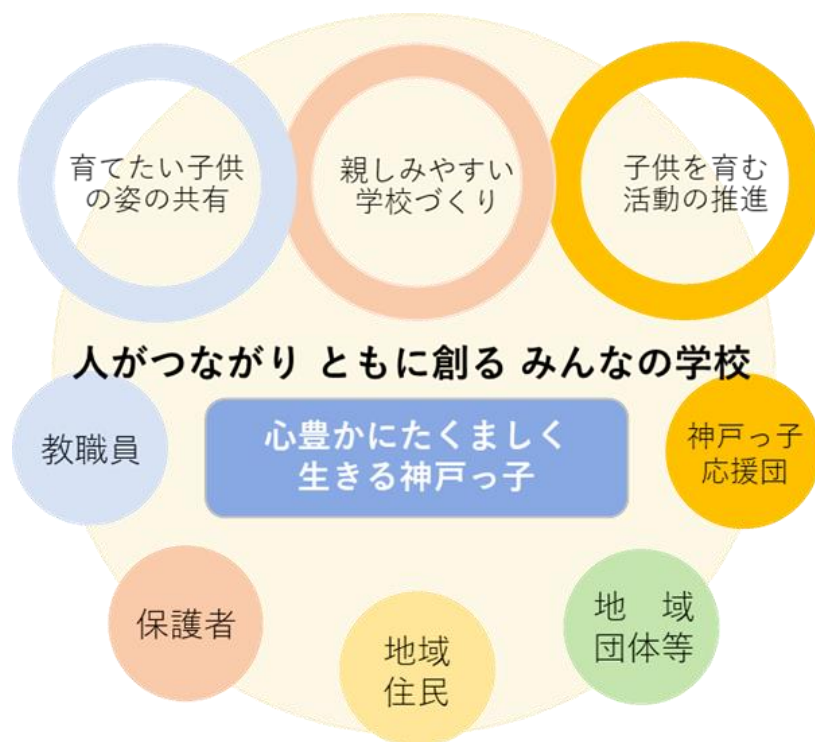 育てたい子供
の姿の共有
親しみやすい
学校づくり
子供を育む
活動の推進
人がつながり ともに創る みんなの学校
心豊かにたくましく
生きる神戸っ子
教職員
神戸っ子
応援団
保護者
地域
住民
地　域
団体等